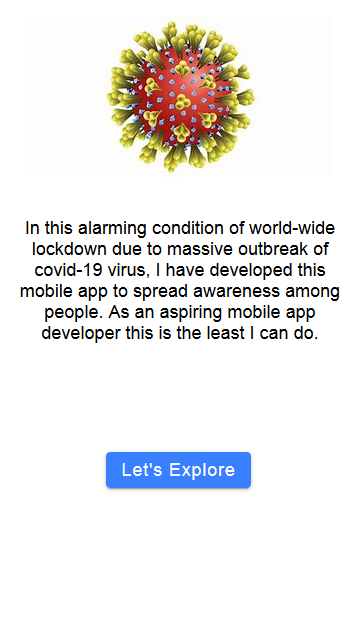 In this alarming condition of world-wide
lockdown due to massive outbreak of
covid-19 virus, I have developed this
mobile app to spread awareness among
people. As an aspiring mobile app
developer this is the least I can do.
Let's Explore